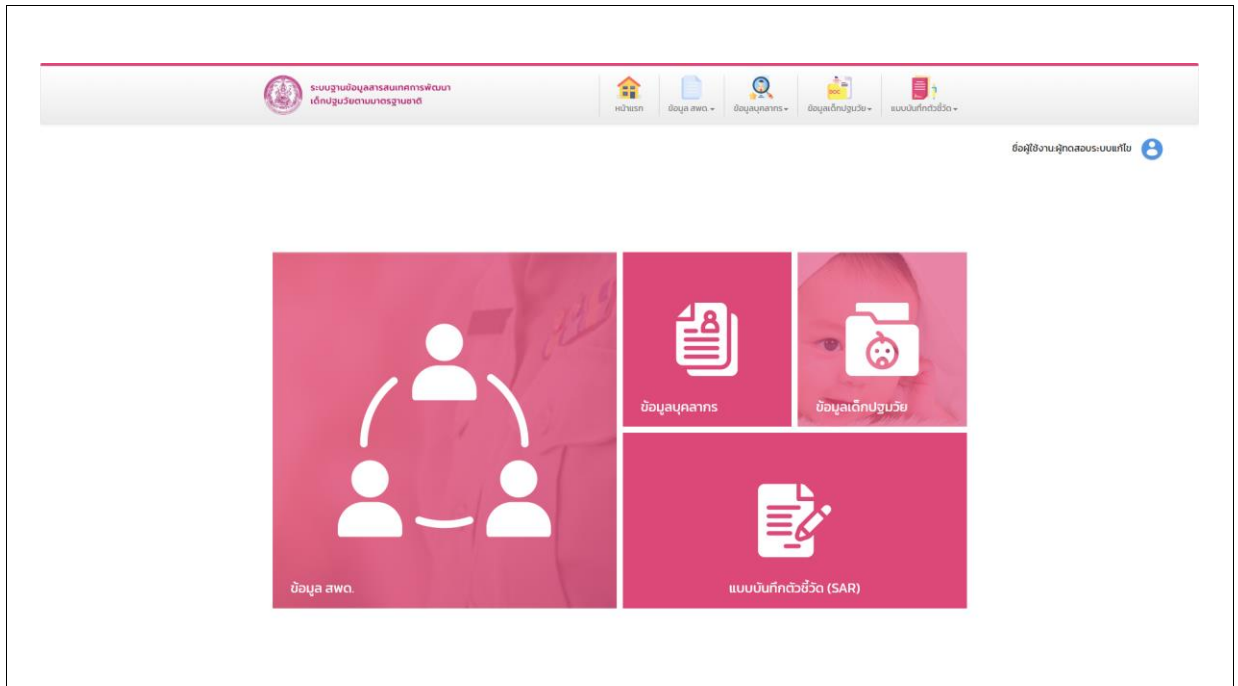 ระบบฐานข้อมูลสารสนเทศการพัฒนา
เด็กปฐมวัยตามมาตรฐานชาติ
หน้าแรก
ข้อมูล สพด.
ข้อมูลบุคลากร
ข้อมูลเด็กปฐมวัย
แบบบันทึกตัวชี้วัด
ชื่อผู้ใช้งาน:ผู้ทดสอบระบบแก้ไข
ข้อมูลบุคลากร
ข้อมูลเด็กปฐมวัย
ข้อมูล สพด.
แบบบันทึกตัวชี้วัด (SAR)